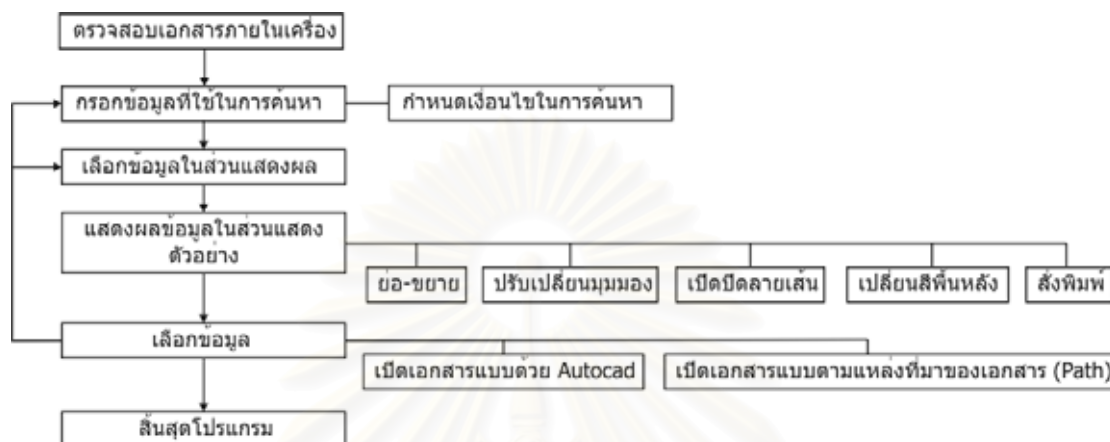 ตรวจสอบเอกสารภายในเครื่อง
กรอกข้อมูลที่ใช้ในการค้นหา
กำหนดเงื่อนไขในการค้นหา
เลือกข้อมูลในส่วนแสดงผล
แสดงผลข้อมูลในส่วนแสดง
ตัวอย่าง
ย่อ-ขยาย
ปรับเปลี่ยนมุมมอง
เปิดปิดลายเส้น
เปลี่ยนสีพื้นหลัง
สั่งพิมพ์
เลือกข้อมูล
เปิดเอกสารแบบด้วย Autocad
เปิดเอกสารแบบตามแหล่งที่มาของเอกสาร (Path)
สิ้นสุดโปรแกรม